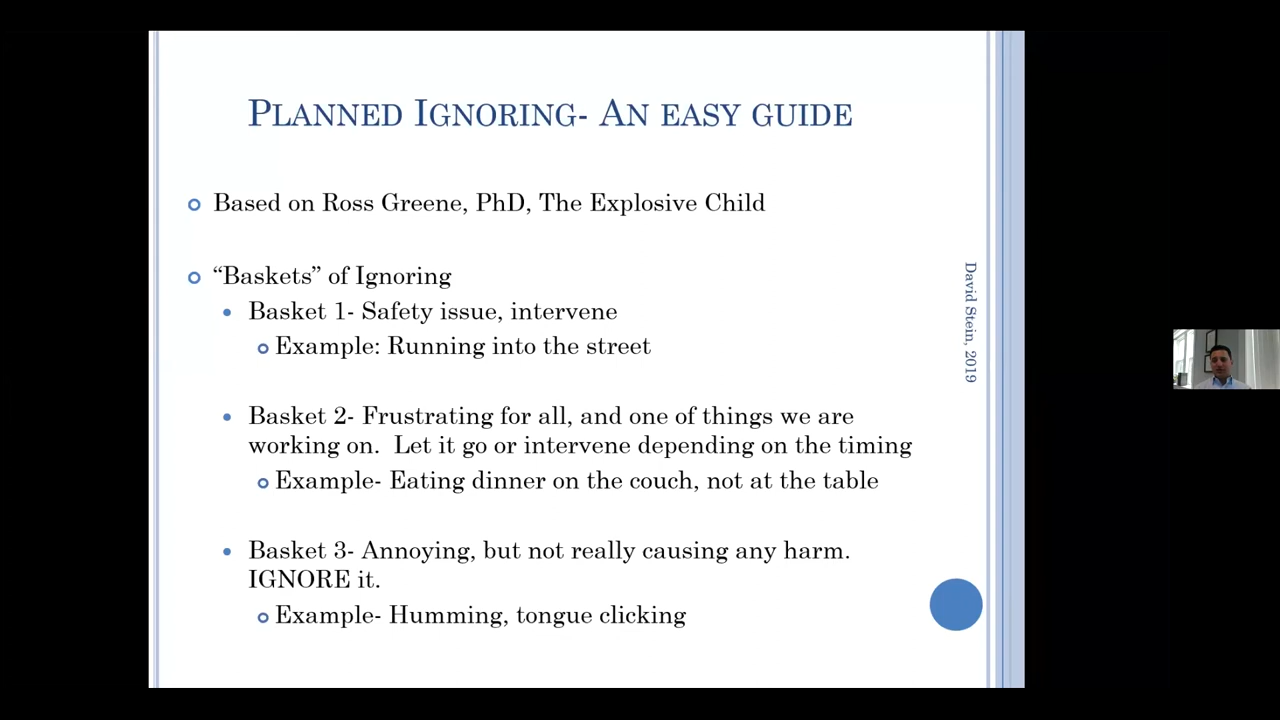 Planned Ignoring- An easy guide
Based on Ross Greene, PhD, The Explosive Child
“Baskets” of Ignoring
Basket 1- Safety issue, intervene
Example: Running into the street
Basket 2- Frustrating for all, and one of things we are
working on.  Let it go or intervene depending on the timing
Example- Eating dinner on the couch, not at the table
Basket 3- Annoying, but not really causing any harm.
IGNORE it.
Example- Humming, tongue clicking
David Stein, 2019